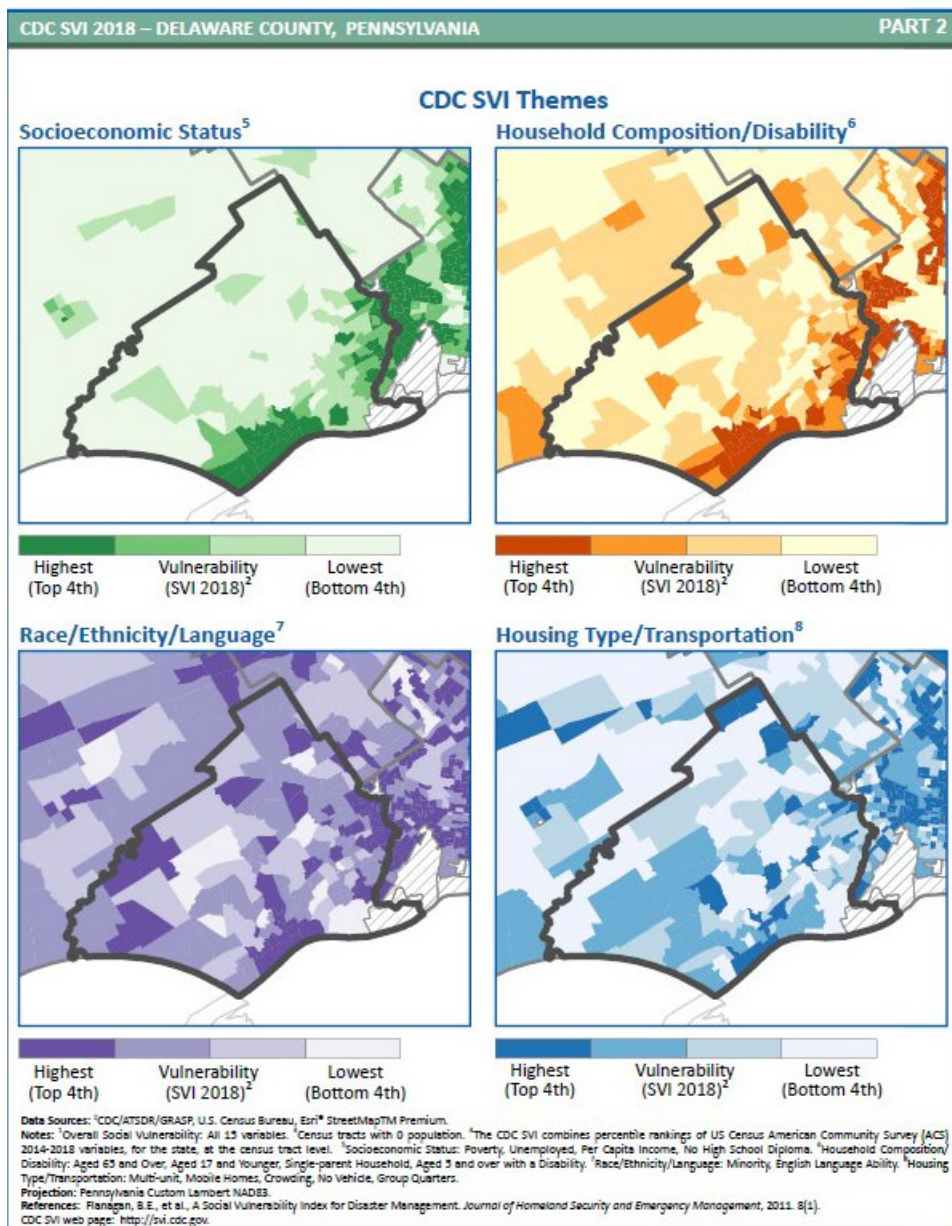 CDC SVI 2018 – DELAWARE COUNTY, PENNSYLVANIA PART 2
CDC SVI Themes
Socioeconomic Status⁵
Household Composition/Disability⁶
Highest (Top 4th)
Vulnerability (SVI 2018)²
Lowest (Bottom 4th)
Highest (Top 4th)
Vulnerability (SVI 2018)²
Lowest (Bottom 4th)
Race/Ethnicity/Language⁷
Housing Type/Transportation⁸
Highest (Top 4th)
Vulnerability (SVI 2018)²
Lowest (Bottom 4th)
Highest (Top 4th)
Vulnerability (SVI 2018)²
Lowest (Bottom 4th)
Data Sources: CDC/ATSDR/GRASP, U.S. Census Bureau, Esri® StreetMapTM Premium.
Notes: ¹Overall Social Vulnerability: All 15 variables. Census tracts with 0 population. The CDC SVI combines percentile rankings of US Census American Community Survey (ACS)
2014-2018 variables, for the state, at the census tract level. ⁵Socioeconomic Status: Poverty, Unemployed, Per Capita Income, No High School Diploma. ⁶Household Composition/
Disability: Aged 65 and Over, Aged 17 and Younger, Single-parent Household, Aged 5 and over with a Disability. ⁷Race/Ethnicity/Language: Minority, English Language Ability. ⁸Housing
Type/Transportation: Multi-unit, Mobile Homes, Crowding, No Vehicle, Group Quarters.
Projection: Pennsylvania Custom Lambert NAD83.
References: Flanagan, B.E., et al., A Social Vulnerability Index for Disaster Management. Journal of Homeland Security and Emergency Management, 2011. 8(1).
CDC SVI web page: http://svi.cdc.gov.